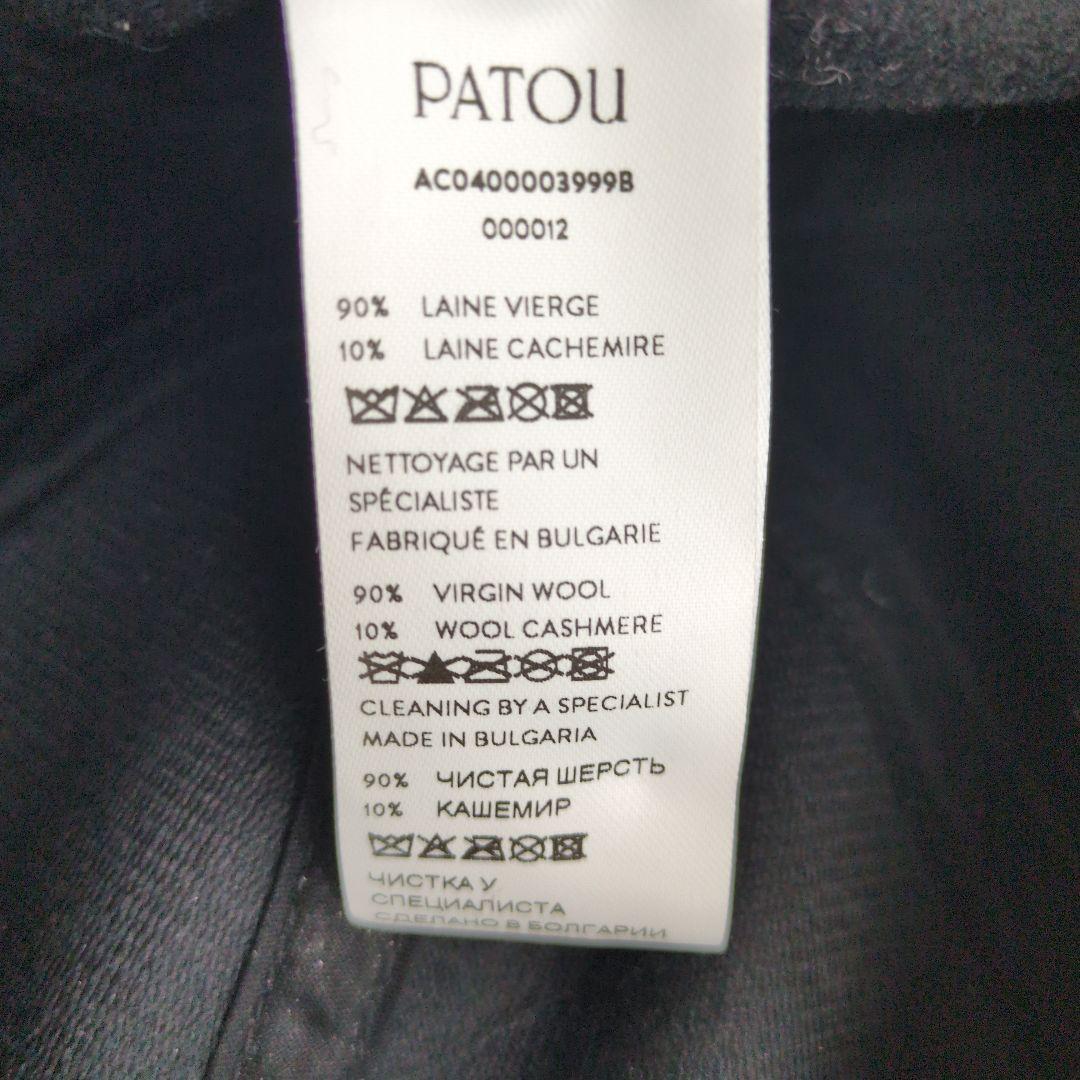 PATOU
AC0400003999B
000012
90% LAINE VIERGE
10% LAINE CACHEMIRE
NETTOYAGE PAR UN
SPÉCIALISTE
FABRIQUÉ EN BULGARIE
90% VIRGIN WOOL
10% WOOL CASHMERE
CLEANING BY A SPECIALIST
MADE IN BULGARIA
90% ЧИСТАЯ ШЕРСТЬ
10% КАШЕМИР
ЧИСТКА У
СПЕЦИАЛИСТА
СДЕЛАНО В БОЛГАРИИ